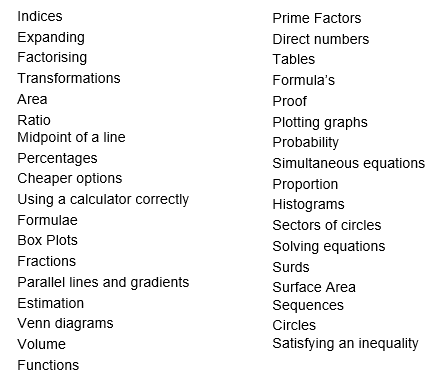 Indices
Expanding
Factorising
Transformations
Area
Ratio
Midpoint of a line
Percentages
Cheaper options
Using a calculator correctly
Formulae
Box Plots
Fractions
Parallel lines and gradients
Estimation
Venn diagrams
Volume
Functions
Prime Factors
Direct numbers
Tables
Formula’s
Proof
Plotting graphs
Probability
Simultaneous equations
Proportion
Histograms
Sectors of circles
Solving equations
Surds
Surface Area
Sequences
Circles
Satisfying an inequality